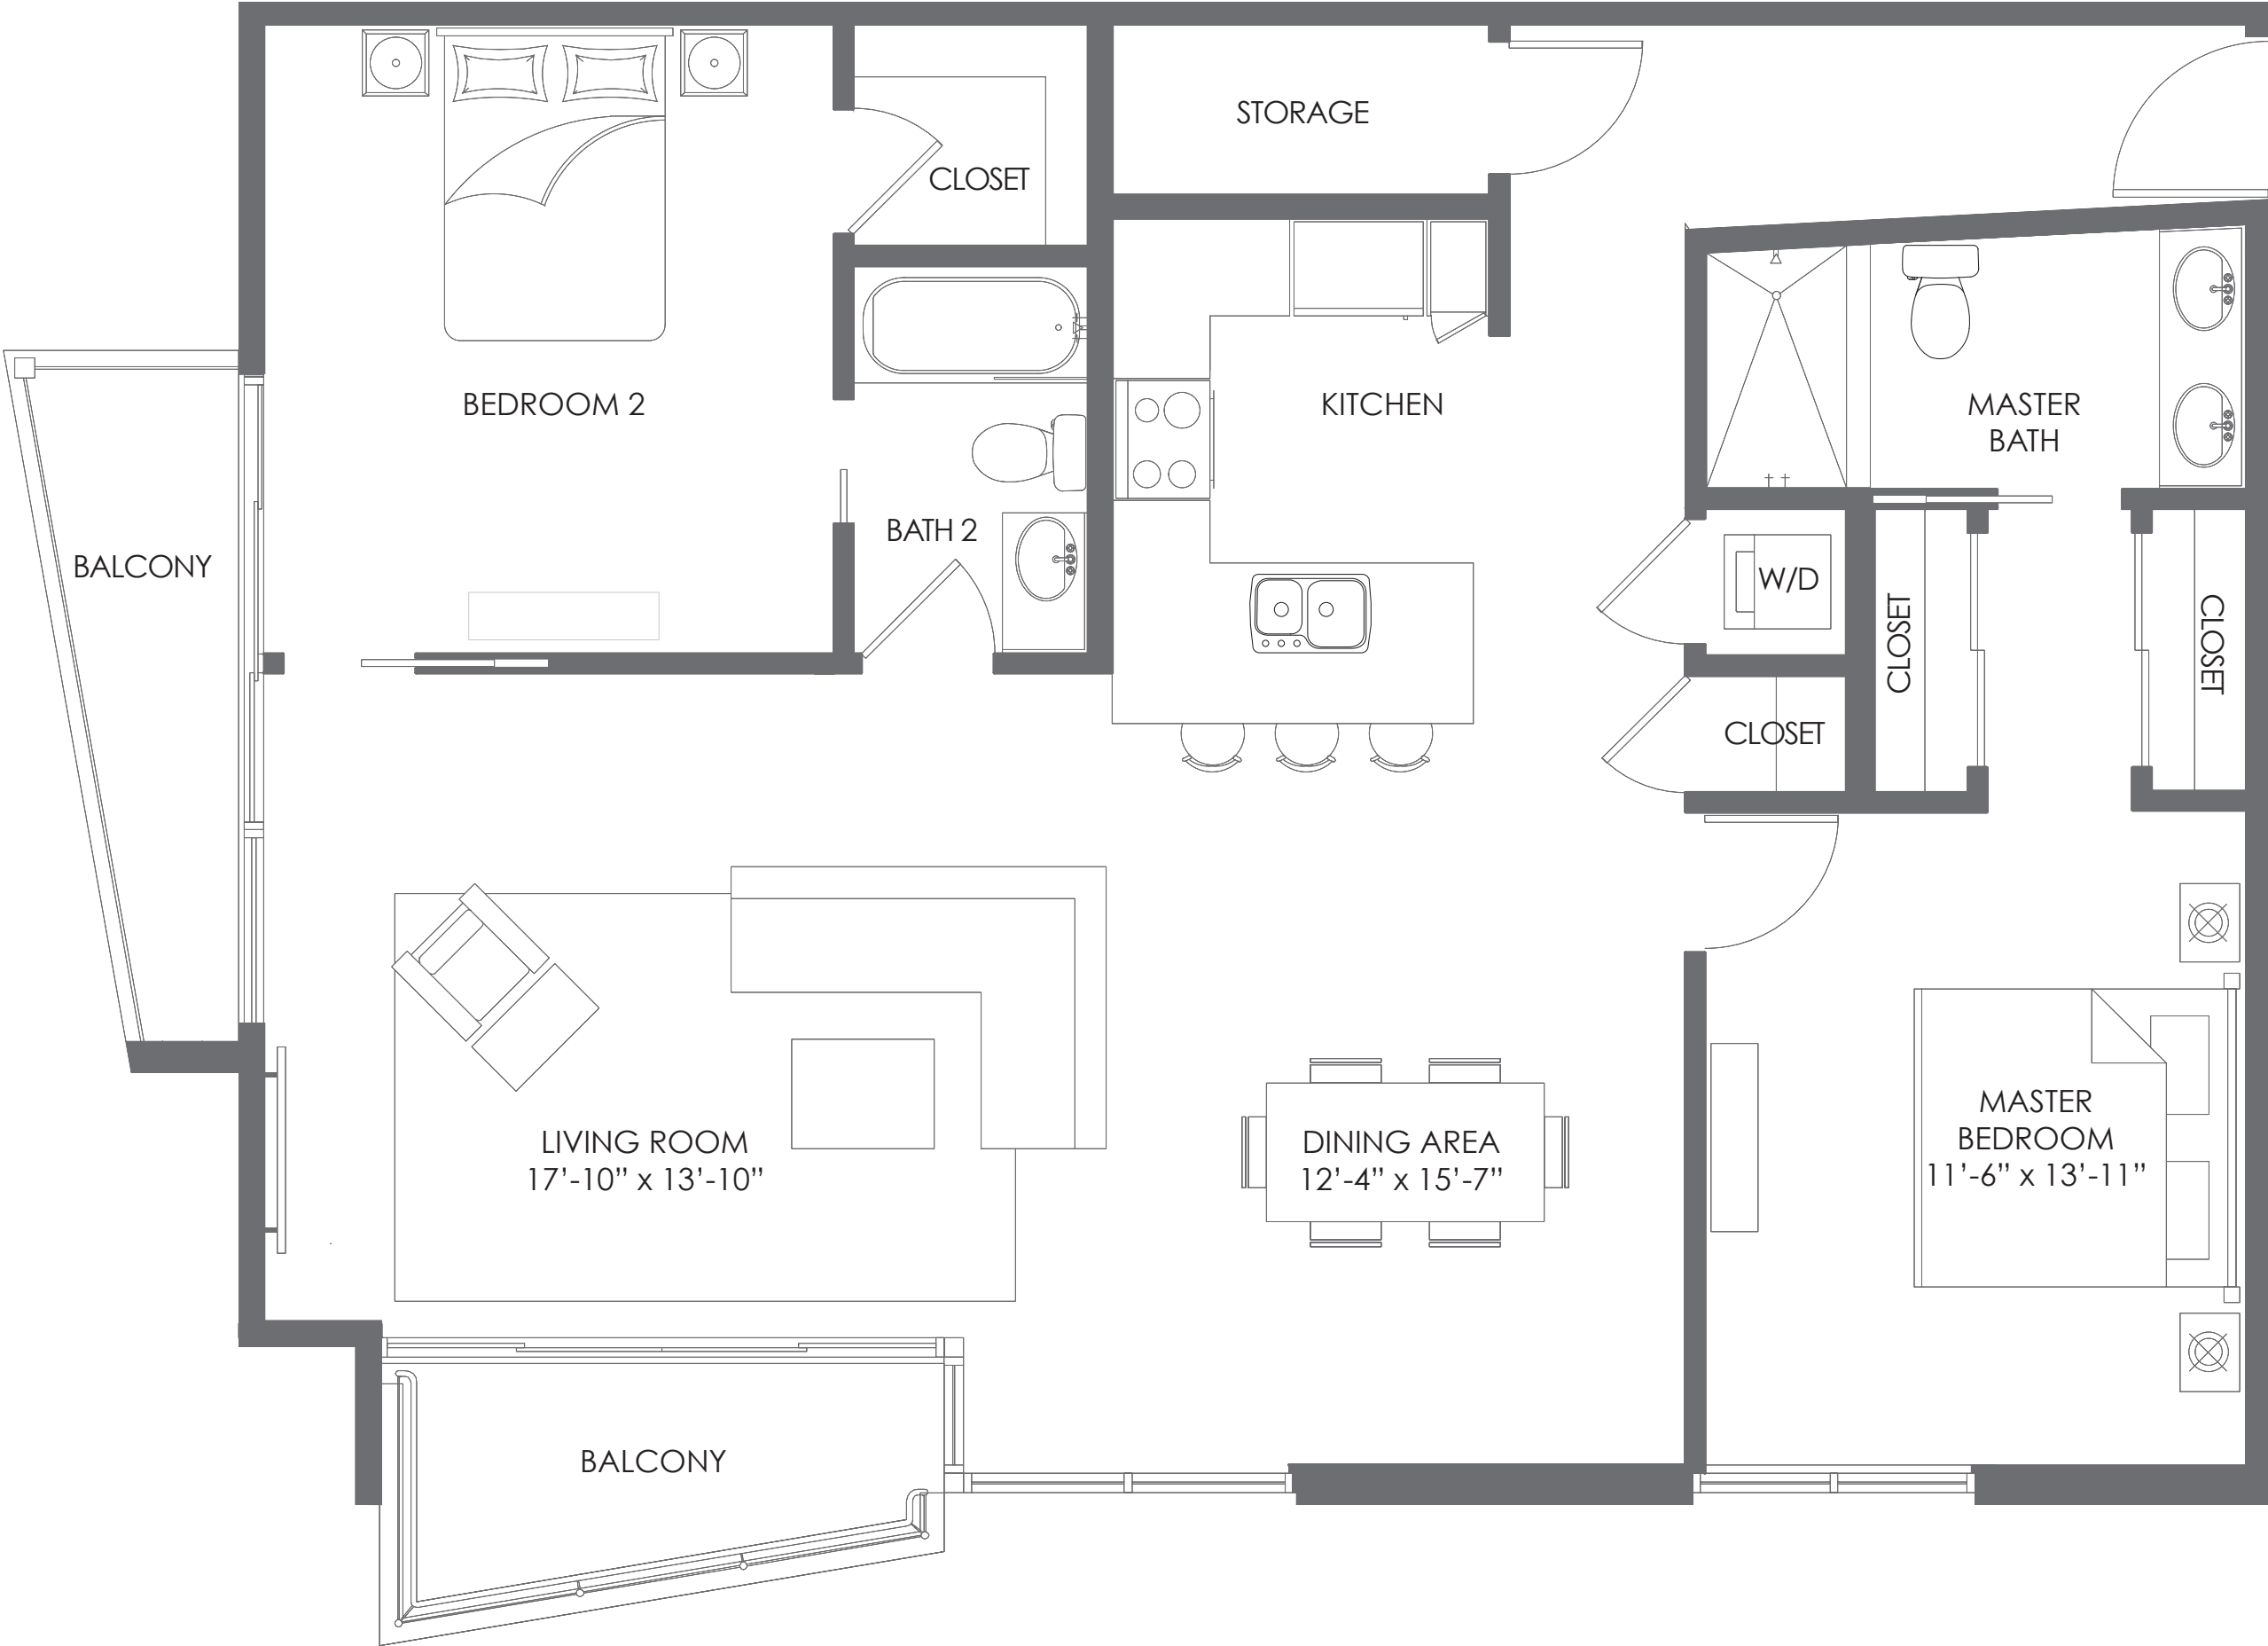 STORAGE
CLOSET
BEDROOM 2
KITCHEN
MASTER
BATH
BATH 2
BALCONY
W/D
CLOSET
CLOSET
CLOSET
LIVING ROOM
17’-10” x 13’-10”
DINING AREA
12’-4” x 15’-7”
MASTER
BEDROOM
11’-6” x 13’-11”
BALCONY